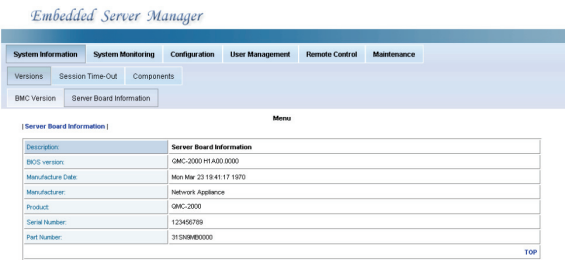 Embedded Server Manager
System Information System Monitoring Configuration User Management Remote Control Maintenance
Versions Session Time-Out Components
BMC Version Server Board Information
Menu
| Server Board Information |
Description: Server Board Information
BIOS version: QMC-2000 H1A00.0000
Manufacture Date: Mon Mar 23 19:41:17 1970
Manufacturer: Network Appliance
Product: QMC-2000
Serial Number: 123456789
Part Number: 31SN9MB0000
TOP